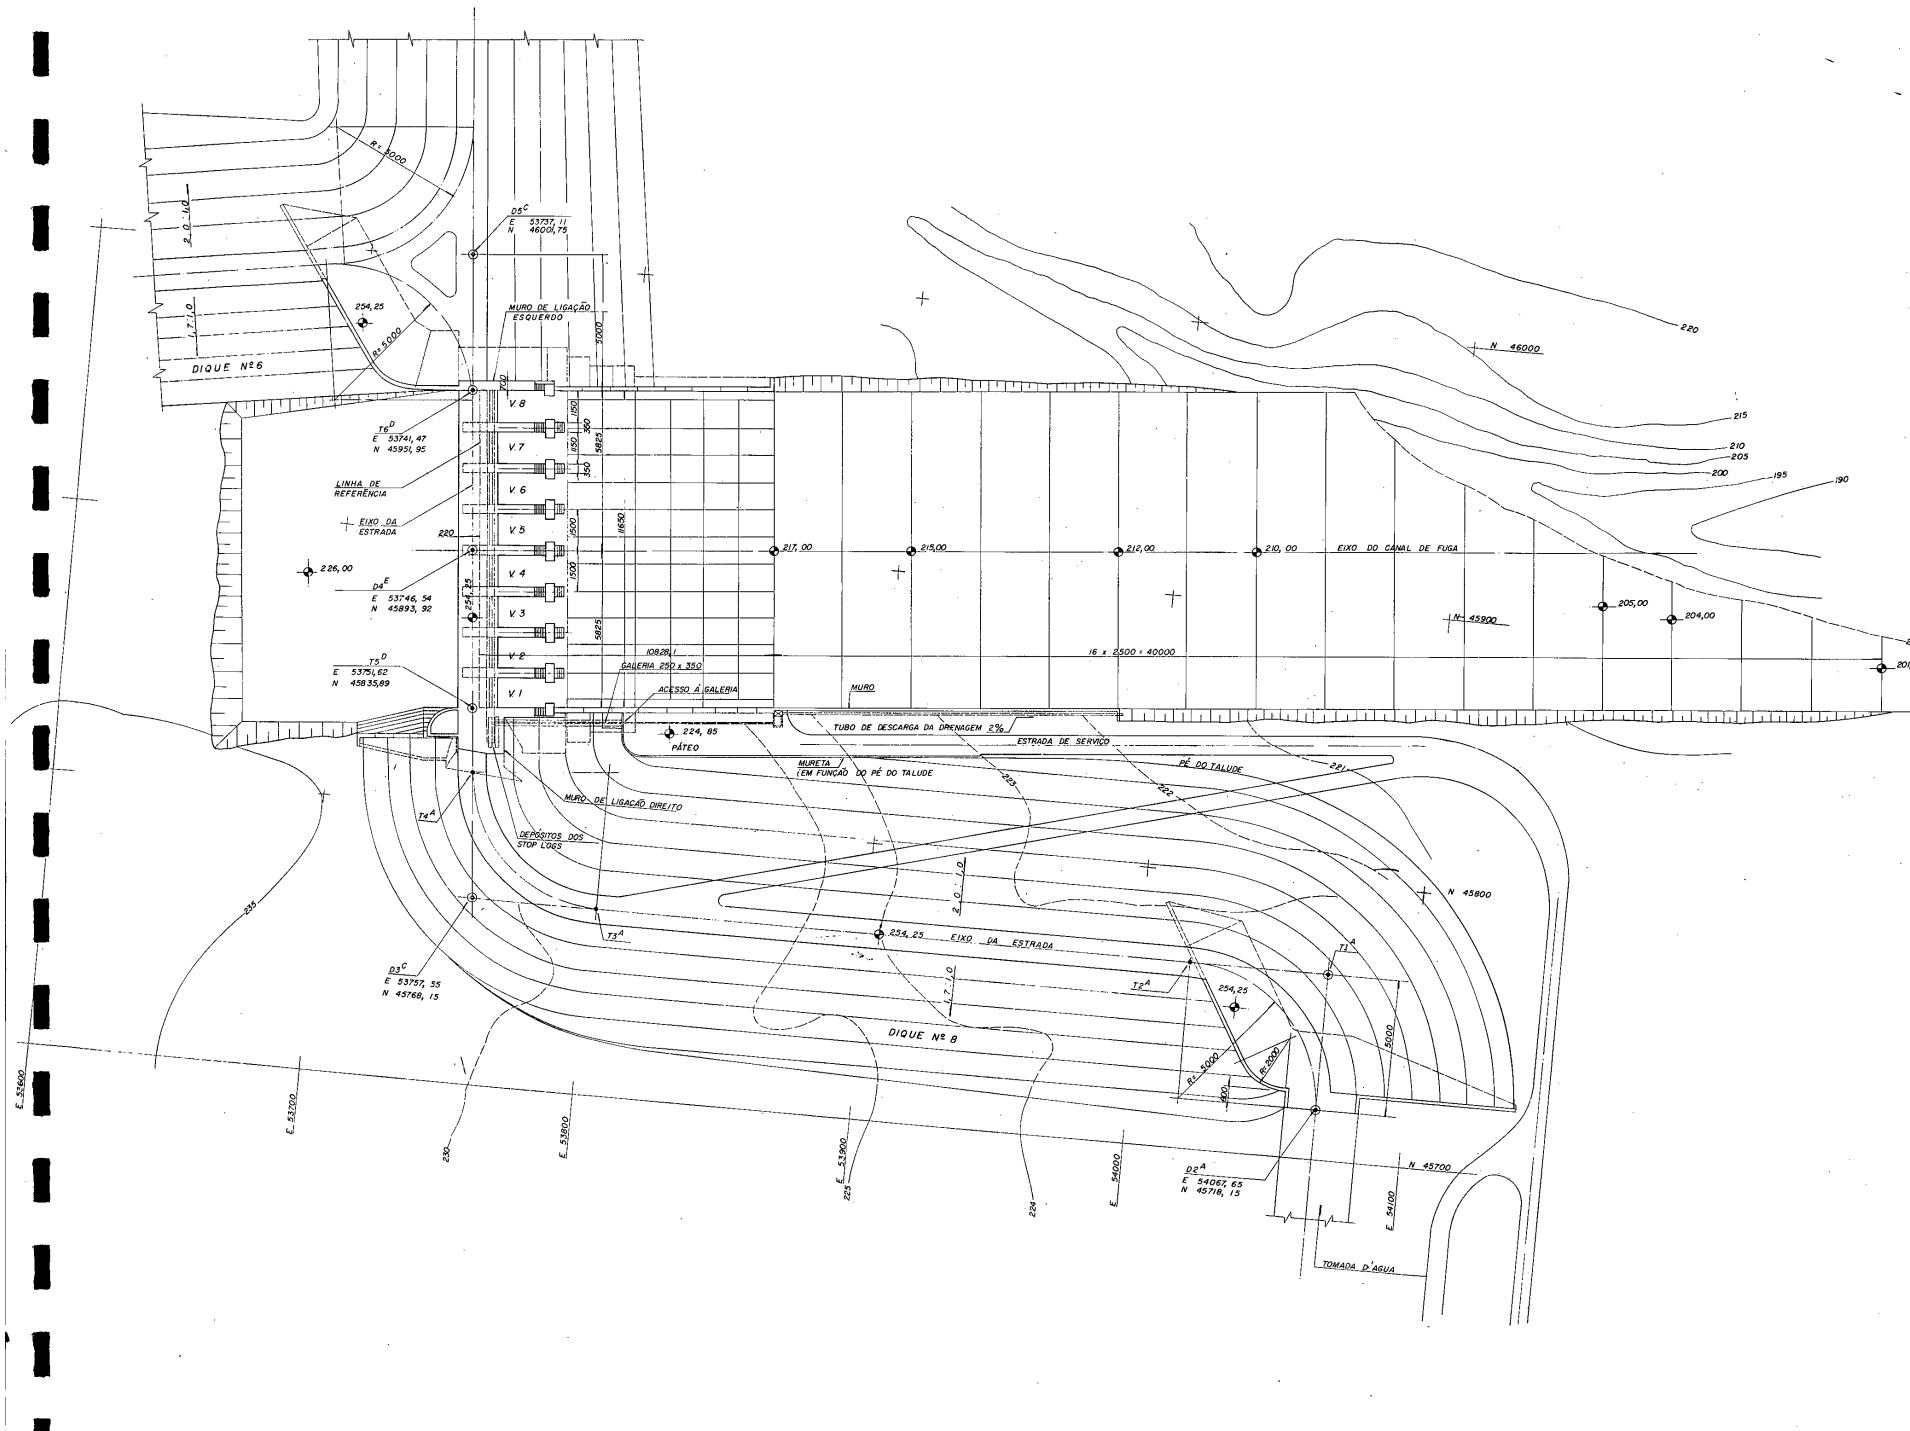 R= 5000
2,0 : 1,0
D5 C
E 53737, 11
N 46001,75
254,25
MURO DE LIGAÇÃO
ESQUERDO
1,7 : 1,0
R= 5000
5000
DIQUE Nº 6
220
N 46000
700
V. 8
1150
350
5825
T6 D
E 53741, 47
N 45951, 95
V. 7
1150
350
215
210
205
200
195
190
LINHA DE
REFERÊNCIA
V. 6
EIXO DA
ESTRADA
220
V. 5
1500
11650
217,00
215,00
212,00
210,00
EIXO DO CANAL DE FUGA
226,00
V. 4
1500
D4 E
E 53746, 54
N 45893, 92
254,25
V. 3
5825
205,00
204,00
N 45900
V. 2
10828,1
16 x 2500 = 40000
T5 D
E 53751,62
N 45835,89
GALERIA 250 x 350
V. 1
ACESSO À GALERIA
MURO
224, 85
PÁTEO
TUBO DE DESCARGA DA DRENAGEM 2%
ESTRADA DE SERVIÇO
MURETA
(EM FUNÇÃO DO PÉ DO TALUDE
PÉ DO TALUDE
221
223
222
MURO DE LIGAÇÃO DIREITO
T4 A
DEPÓSITOS DOS
STOP LOGS
235
2,0 : 1,0
N 45800
T3 A
254, 25
EIXO DA ESTRADA
T1 A
D3 C
E 53757, 55
N 45768, 15
T2 A
254,25
1,7 : 1,0
DIQUE Nº 8
5000
R= 5000
R=2000
600
E 53600
E 53700
E 53800
230
E 53900
225
224
E 54000
D2 A
E 54067, 65
N 45718, 15
N 45700
E 54100
TOMADA D'ÁGUA